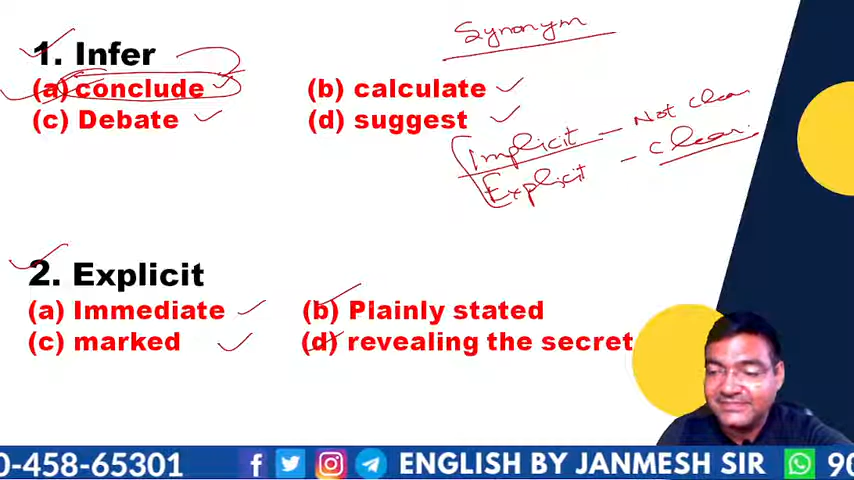 Synonym
1. Infer
(a) conclude
(b) calculate
(c) Debate
(d) suggest
Implicit - Not clear
Explicit - clear.
2. Explicit
(a) Immediate
(b) Plainly stated
(c) marked
(d) revealing the secret
0-458-65301
ENGLISH BY JANMESH SIR
90